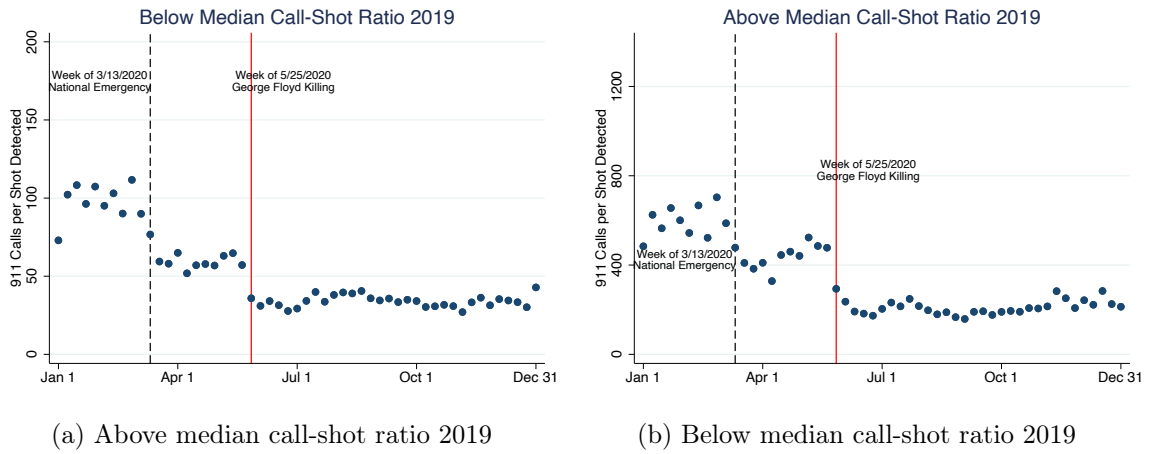 Below Median Call-Shot Ratio 2019
911 Calls per Shot Detected
200
150
100
50
0
Week of 3/13/2020
National Emergency
Week of 5/25/2020
George Floyd Killing
Jan 1
Apr 1
Jul 1
Oct 1
Dec 31
(a) Above median call-shot ratio 2019
Above Median Call-Shot Ratio 2019
911 Calls per Shot Detected
1200
800
400
0
Week of 5/25/2020
George Floyd Killing
Week of 3/13/2020
National Emergency
Jan 1
Apr 1
Jul 1
Oct 1
Dec 31
(b) Below median call-shot ratio 2019